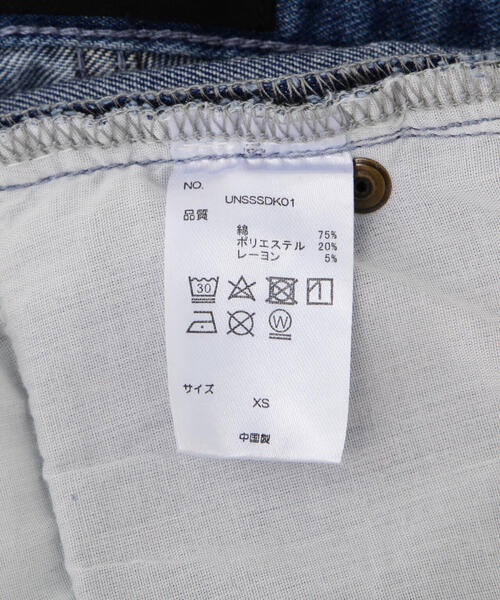 NO.
UNSSSDK01
品質
綿 75%
ポリエステル 20%
レーヨン 5%
30
W
サイズ
XS
中国製